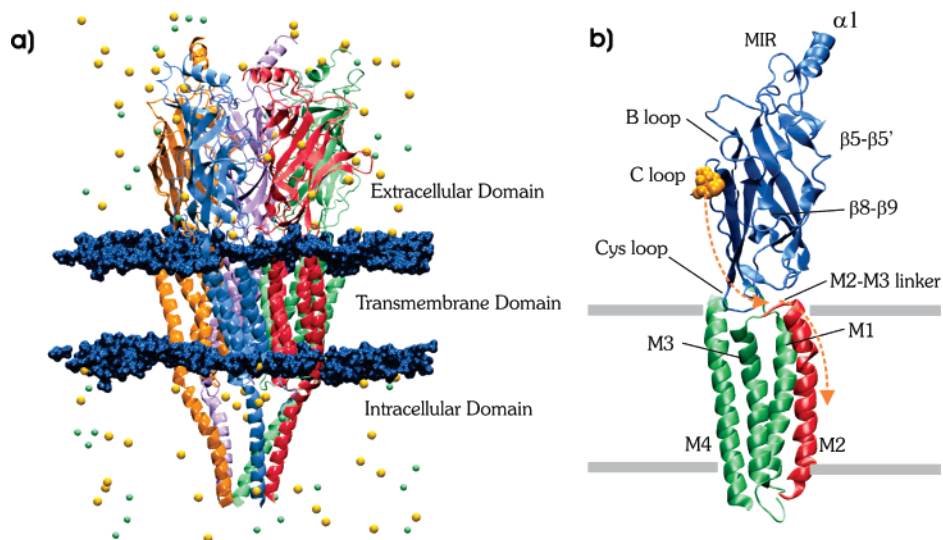 a)
Extracellular Domain
Transmembrane Domain
Intracellular Domain
b)
α1
MIR
B loop
β5-β5'
C loop
β8-β9
Cys loop
M2-M3 linker
M1
M3
M4
M2